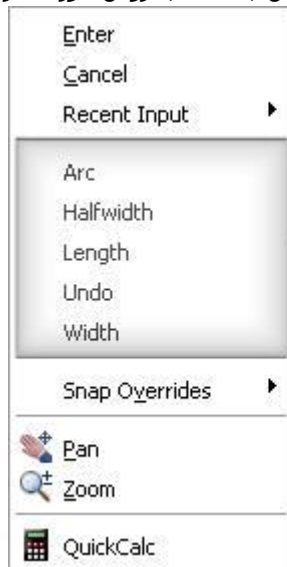 Enter
Cancel
Recent Input
Arc
Halfwidth
Length
Undo
Width
Snap Overrides
Pan
Zoom
QuickCalc